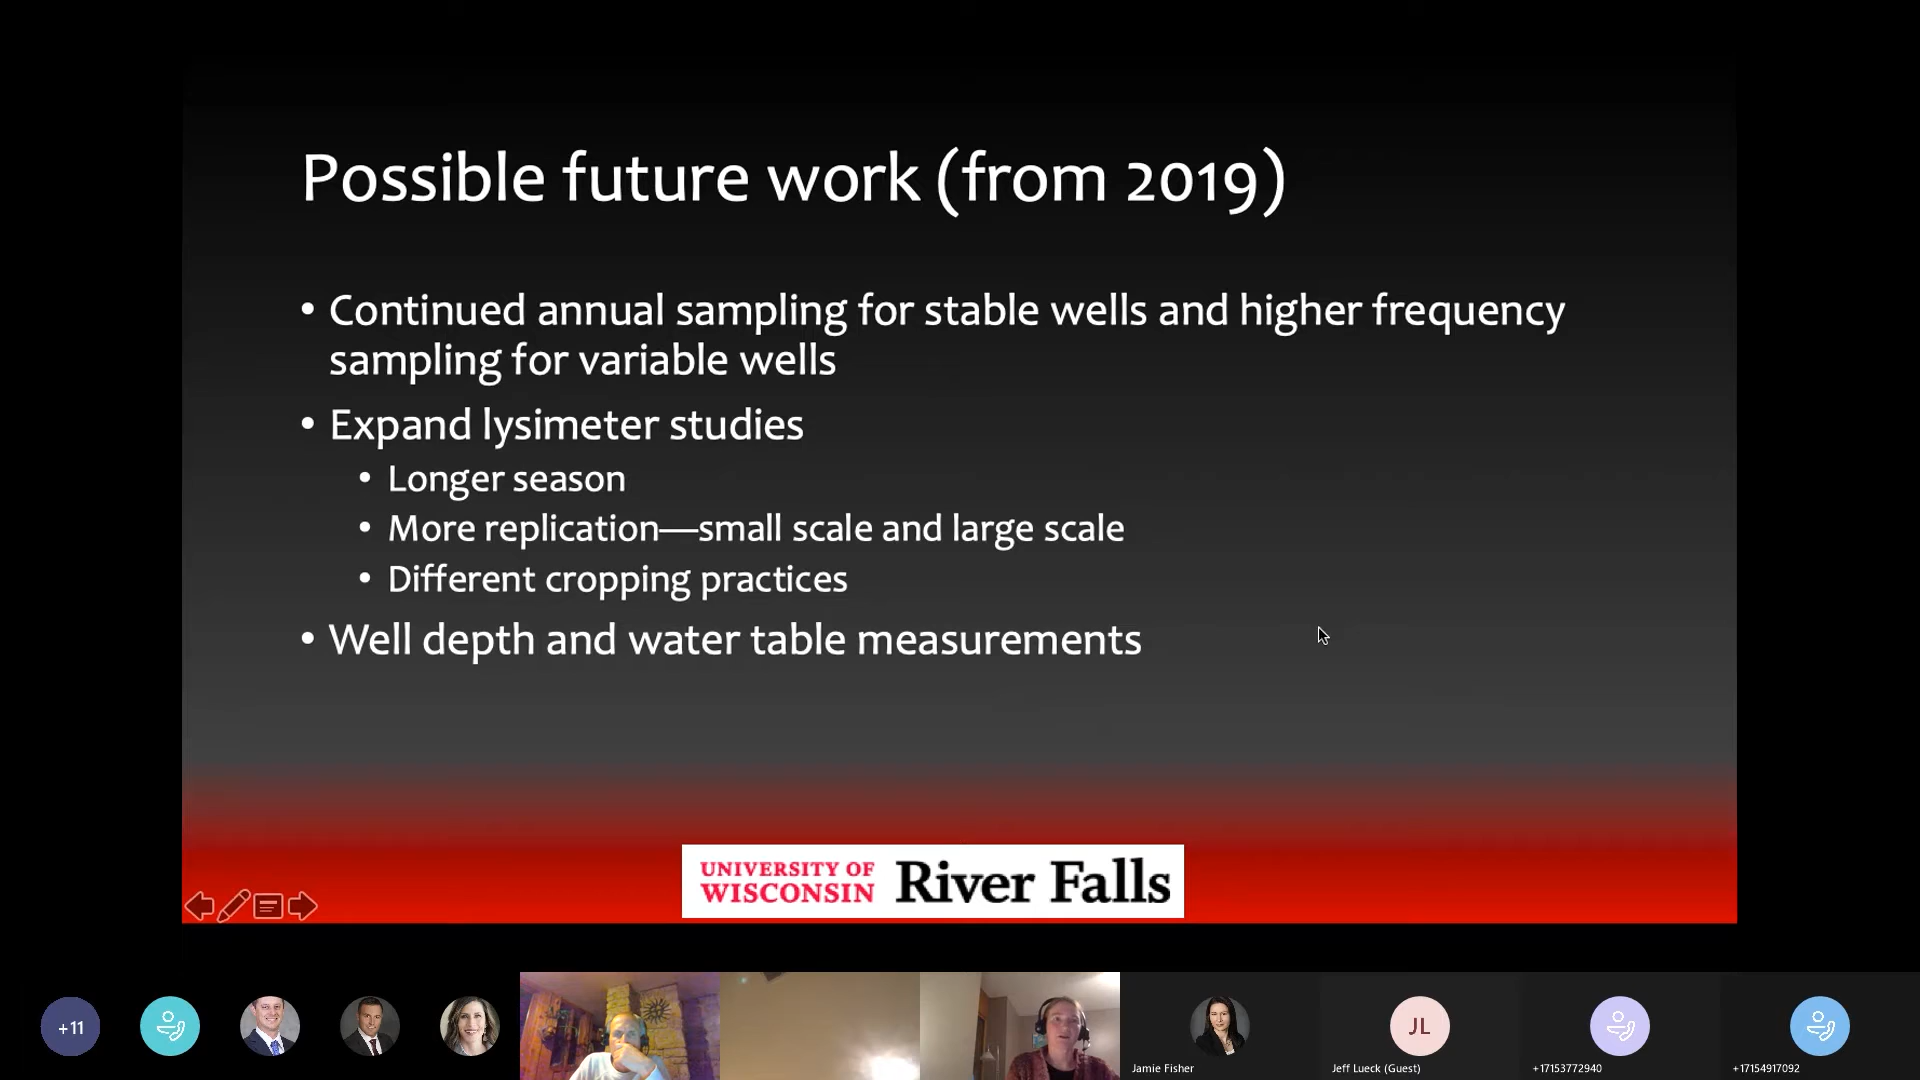 Possible future work (from 2019)
• Continued annual sampling for stable wells and higher frequency
sampling for variable wells
• Expand lysimeter studies
• Longer season
• More replication—small scale and large scale
• Different cropping practices
• Well depth and water table measurements
UNIVERSITY OF
WISCONSIN
River Falls
+11
JL
Jamie Fisher
Jeff Lueck (Guest)
+17153772940
+17154917092